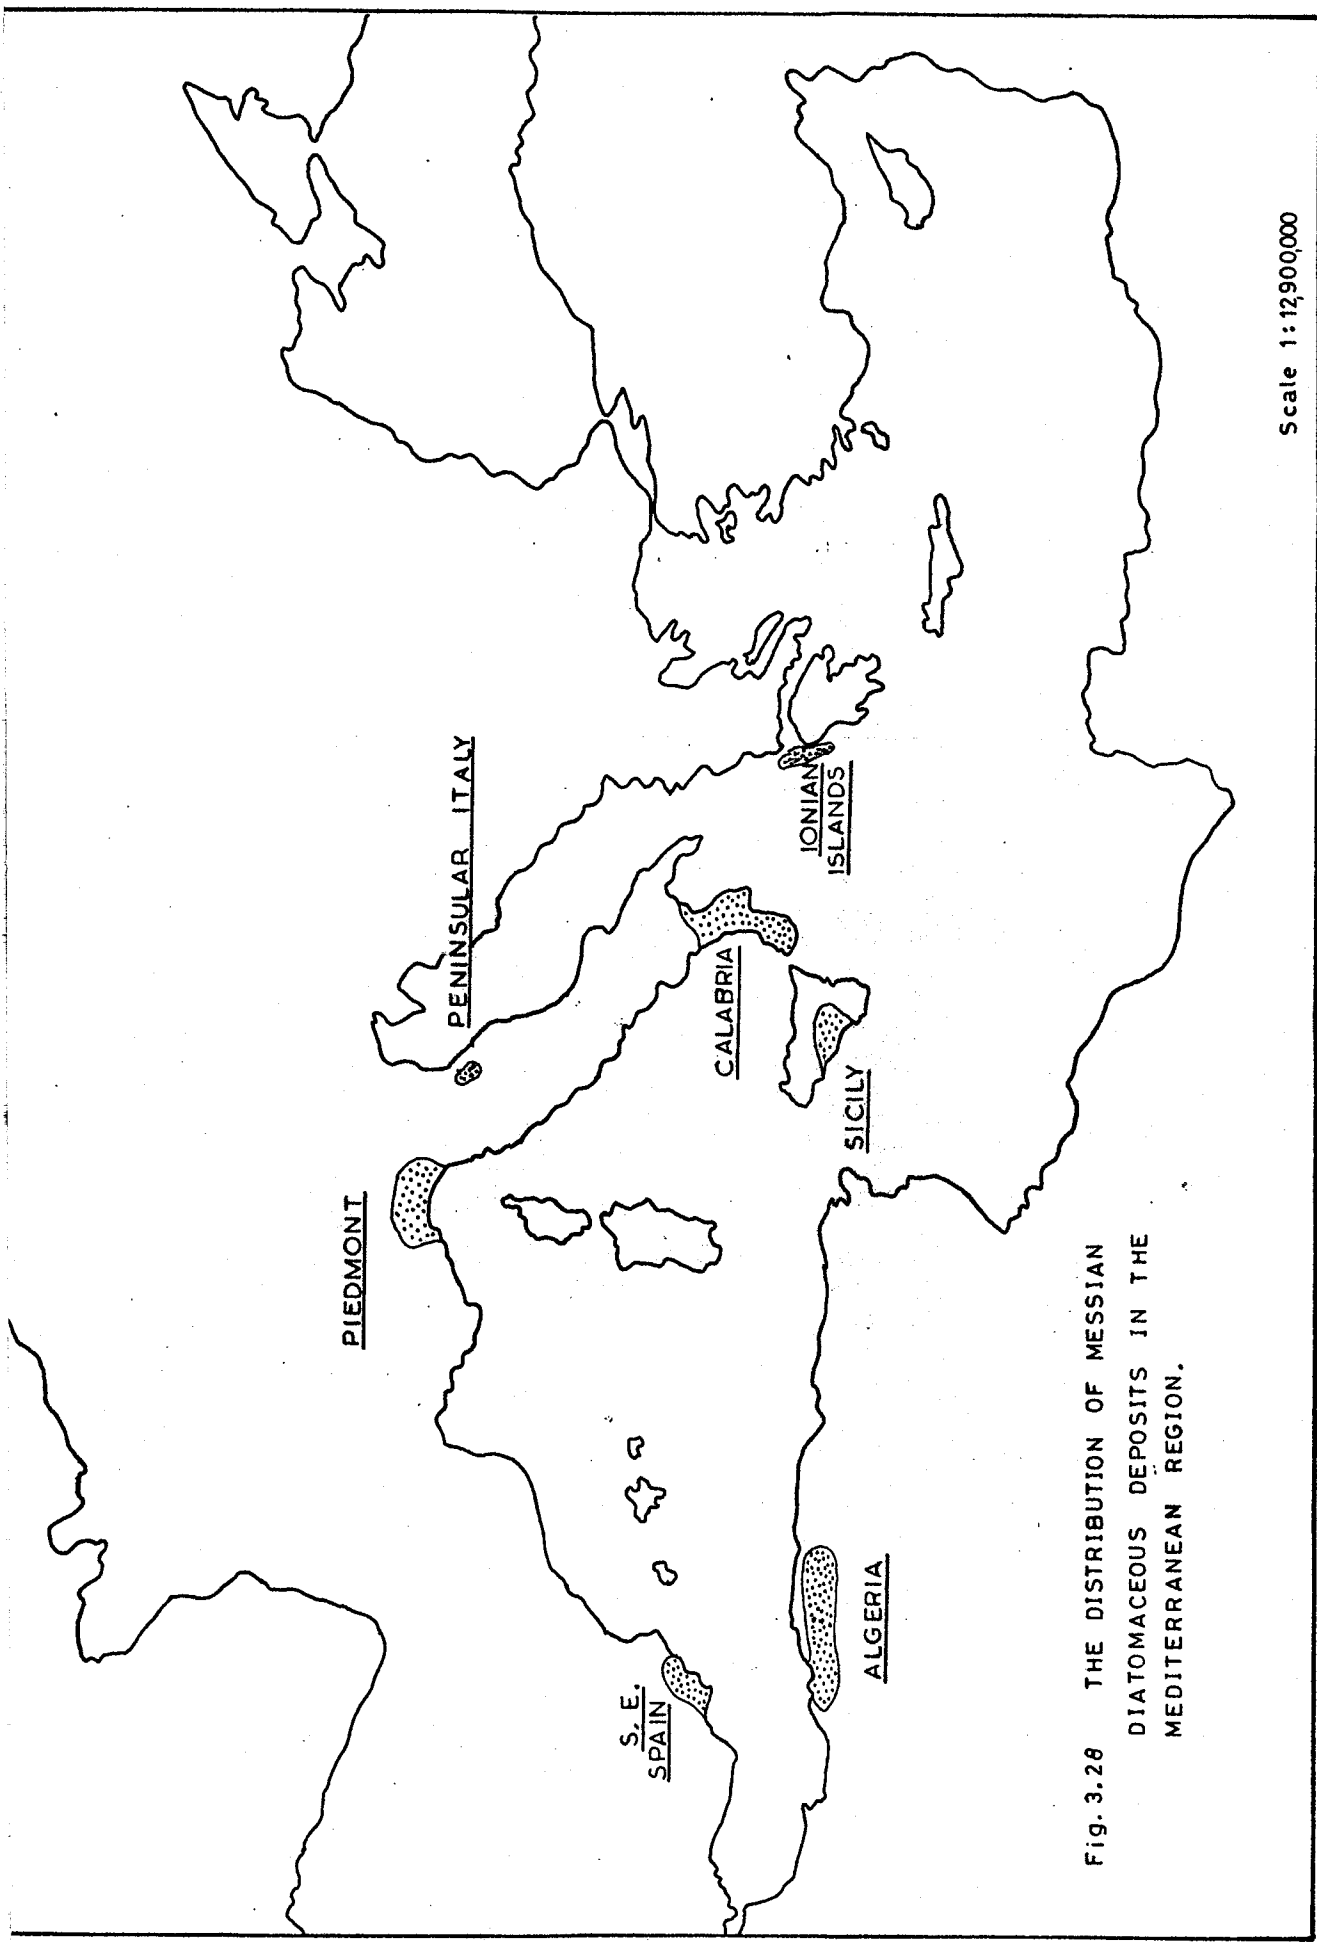 PIEDMONT
PENINSULAR ITALY
S. E.
SPAIN
CALABRIA
IONIAN
ISLANDS
SICILY
ALGERIA
Fig. 3.28 THE DISTRIBUTION OF MESSIAN
DIATOMACEOUS DEPOSITS IN THE
MEDITERRANEAN REGION.
Scale 1:12,900,000